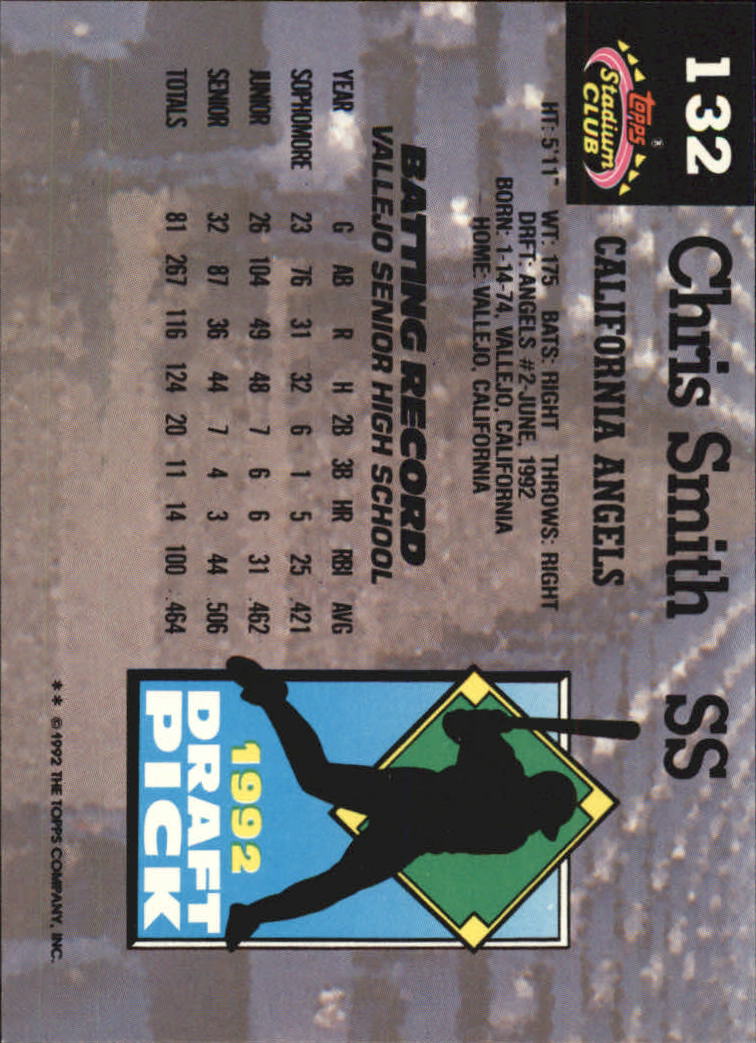 132
Topps®
Stadium
CLUB
Chris Smith SS
CALIFORNIA ANGELS
HT: 5'11" WT: 175 BATS: RIGHT THROWS: RIGHT
DRFT: ANGELS #2-JUNE, 1992
BORN: 1-14-74, VALLEJO, CALIFORNIA
HOME: VALLEJO, CALIFORNIA
BATTING RECORD
VALLEJO SENIOR HIGH SCHOOL
YEAR G AB R H 2B 3B HR RBI AVG
SOPHOMORE 23 76 31 32 6 1 5 25 .421
JUNIOR 26 104 49 48 7 6 6 31 .462
SENIOR 32 87 36 44 7 4 3 44 .506
TOTALS 81 267 116 124 20 11 14 100 .464
1992
DRAFT
PICK
** © 1992 THE TOPPS COMPANY, INC.